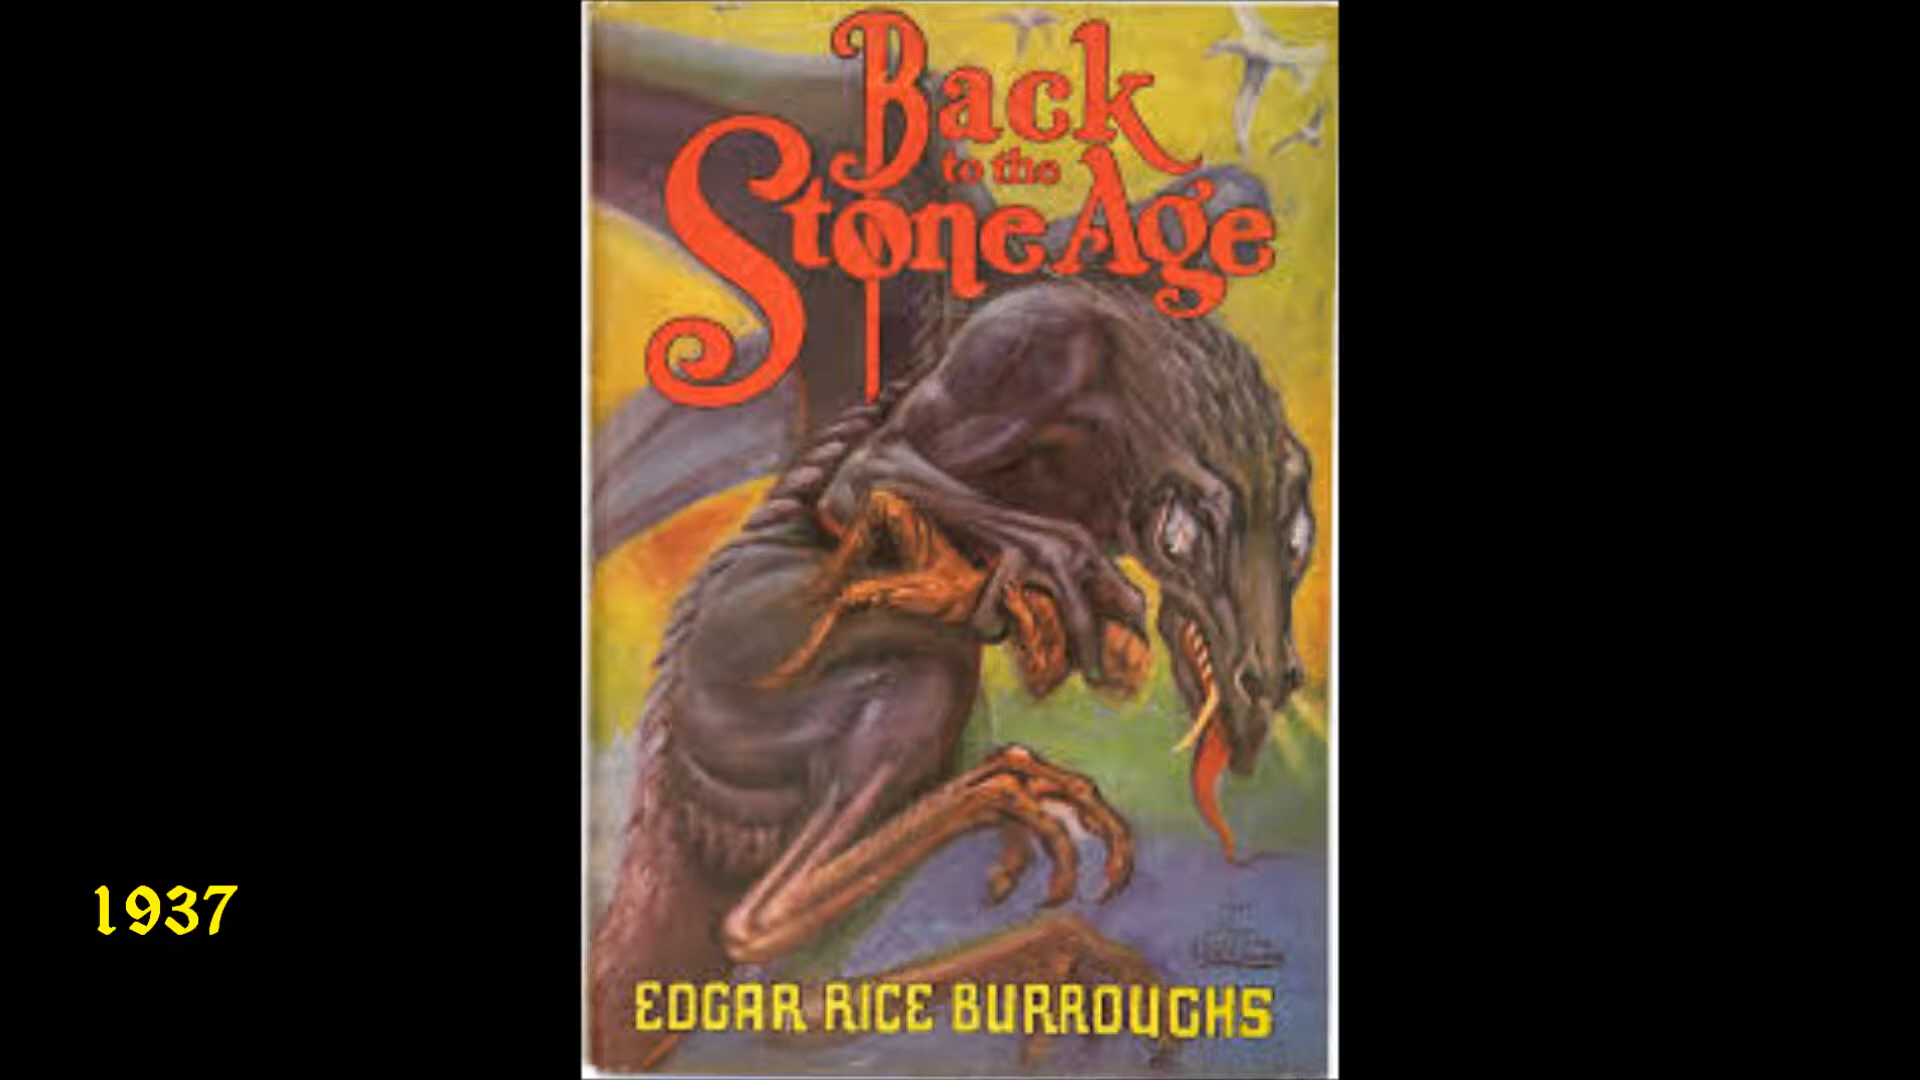 Back
to the
Stone Age
1937
EDGAR RICE BURROUGHS